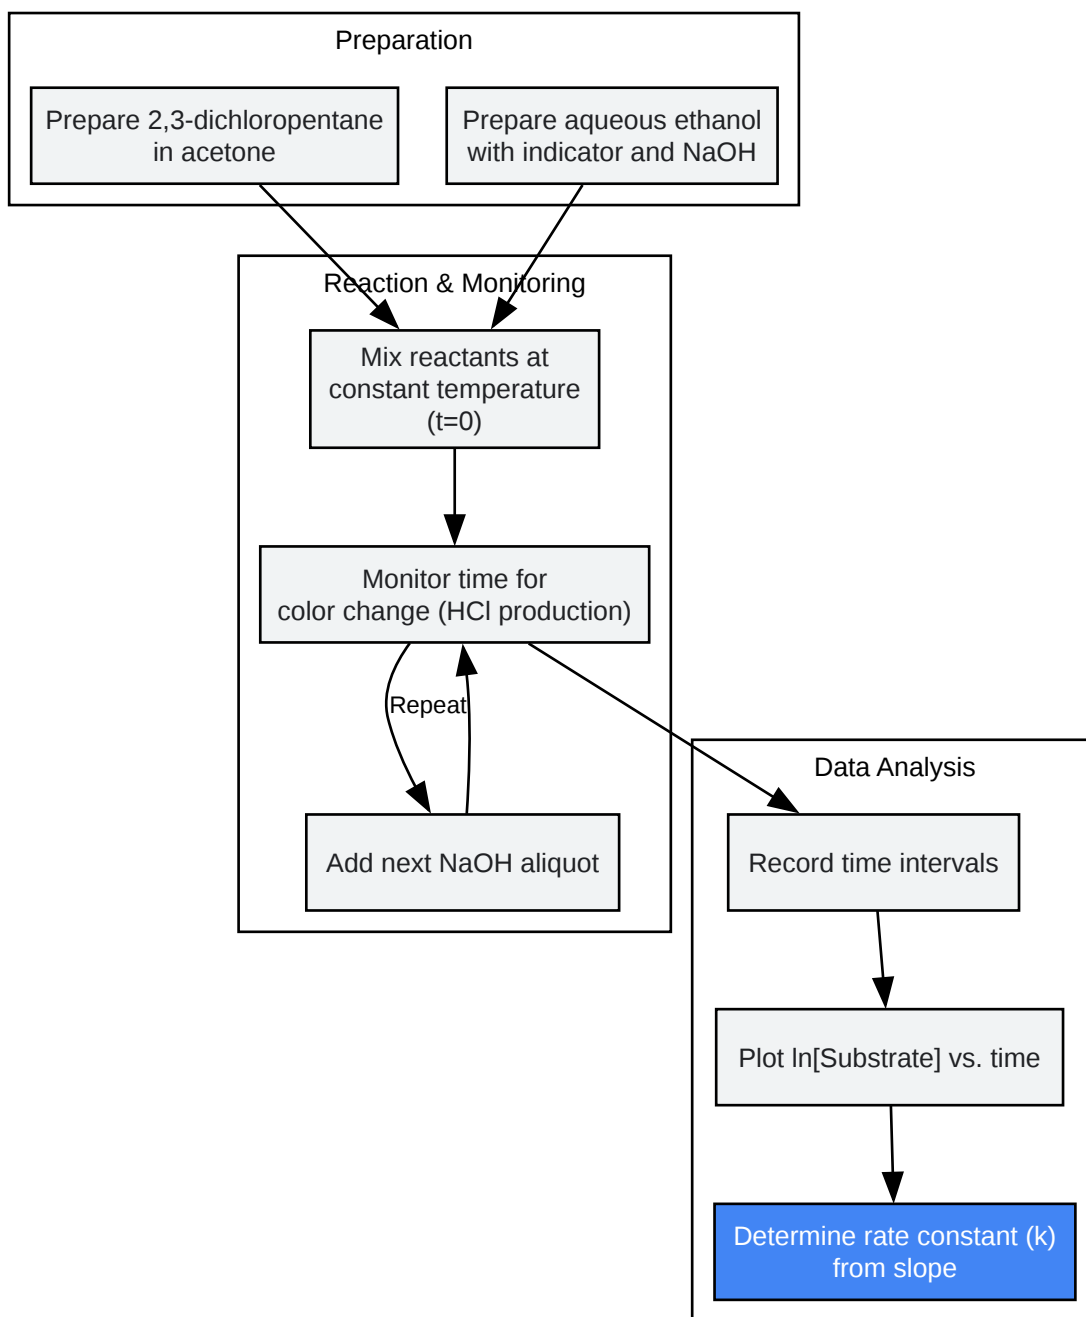 Preparation
Prepare 2,3-dichloropentane
in acetone
Prepare aqueous ethanol
with indicator and NaOH
Reaction & Monitoring
Mix reactants at
constant temperature
(t=0)
Monitor time for
color change (HCl production)
Repeat
Add next NaOH aliquot
Data Analysis
Record time intervals
Plot ln[Substrate] vs. time
Determine rate constant (k)
from slope